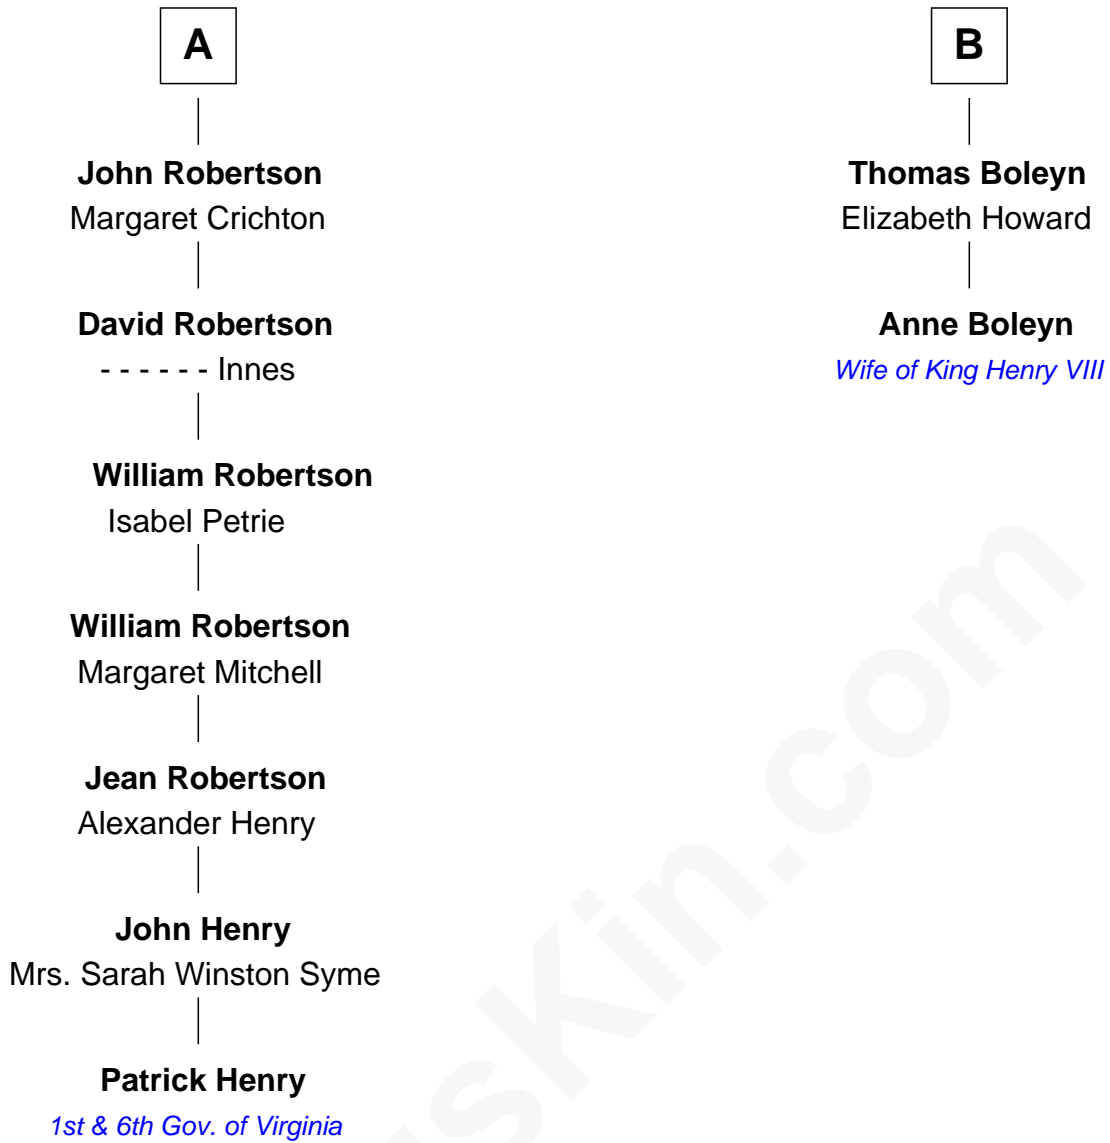 A
John Robertson
Margaret Crichton
David Robertson
- - - - - - Innes
William Robertson
Isabel Petrie
William Robertson
Margaret Mitchell
Jean Robertson
Alexander Henry
John Henry
Mrs. Sarah Winston Syme
Patrick Henry
1st & 6th Gov. of Virginia
B
Thomas Boleyn
Elizabeth Howard
Anne Boleyn
Wife of King Henry VIII
sKin.com